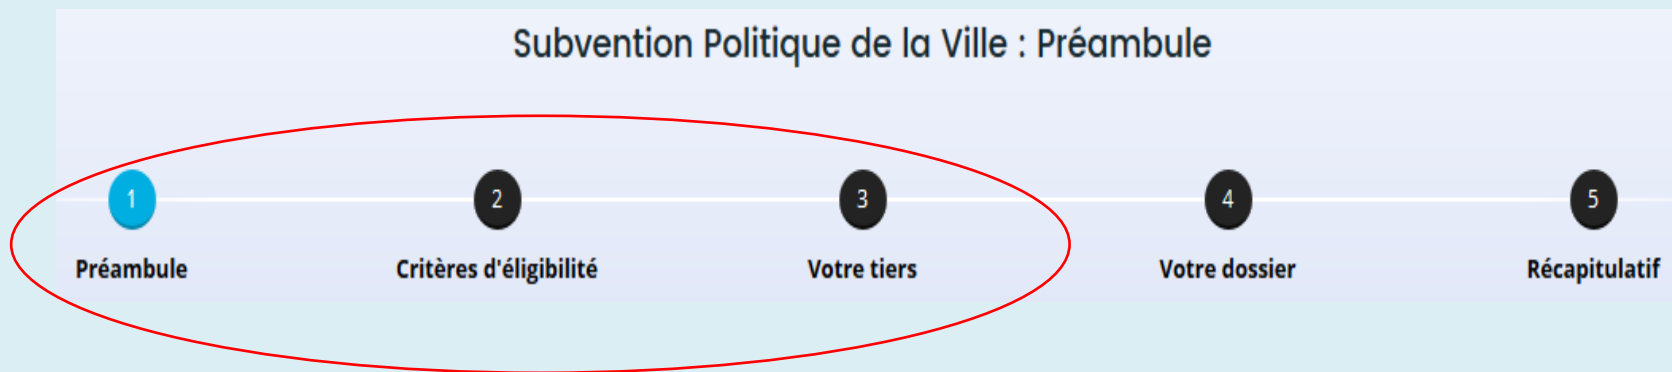 Subvention Politique de la Ville : Préambule
1 2 3 4 5
Préambule Critères d'éligibilité Votre tiers Votre dossier Récapitulatif